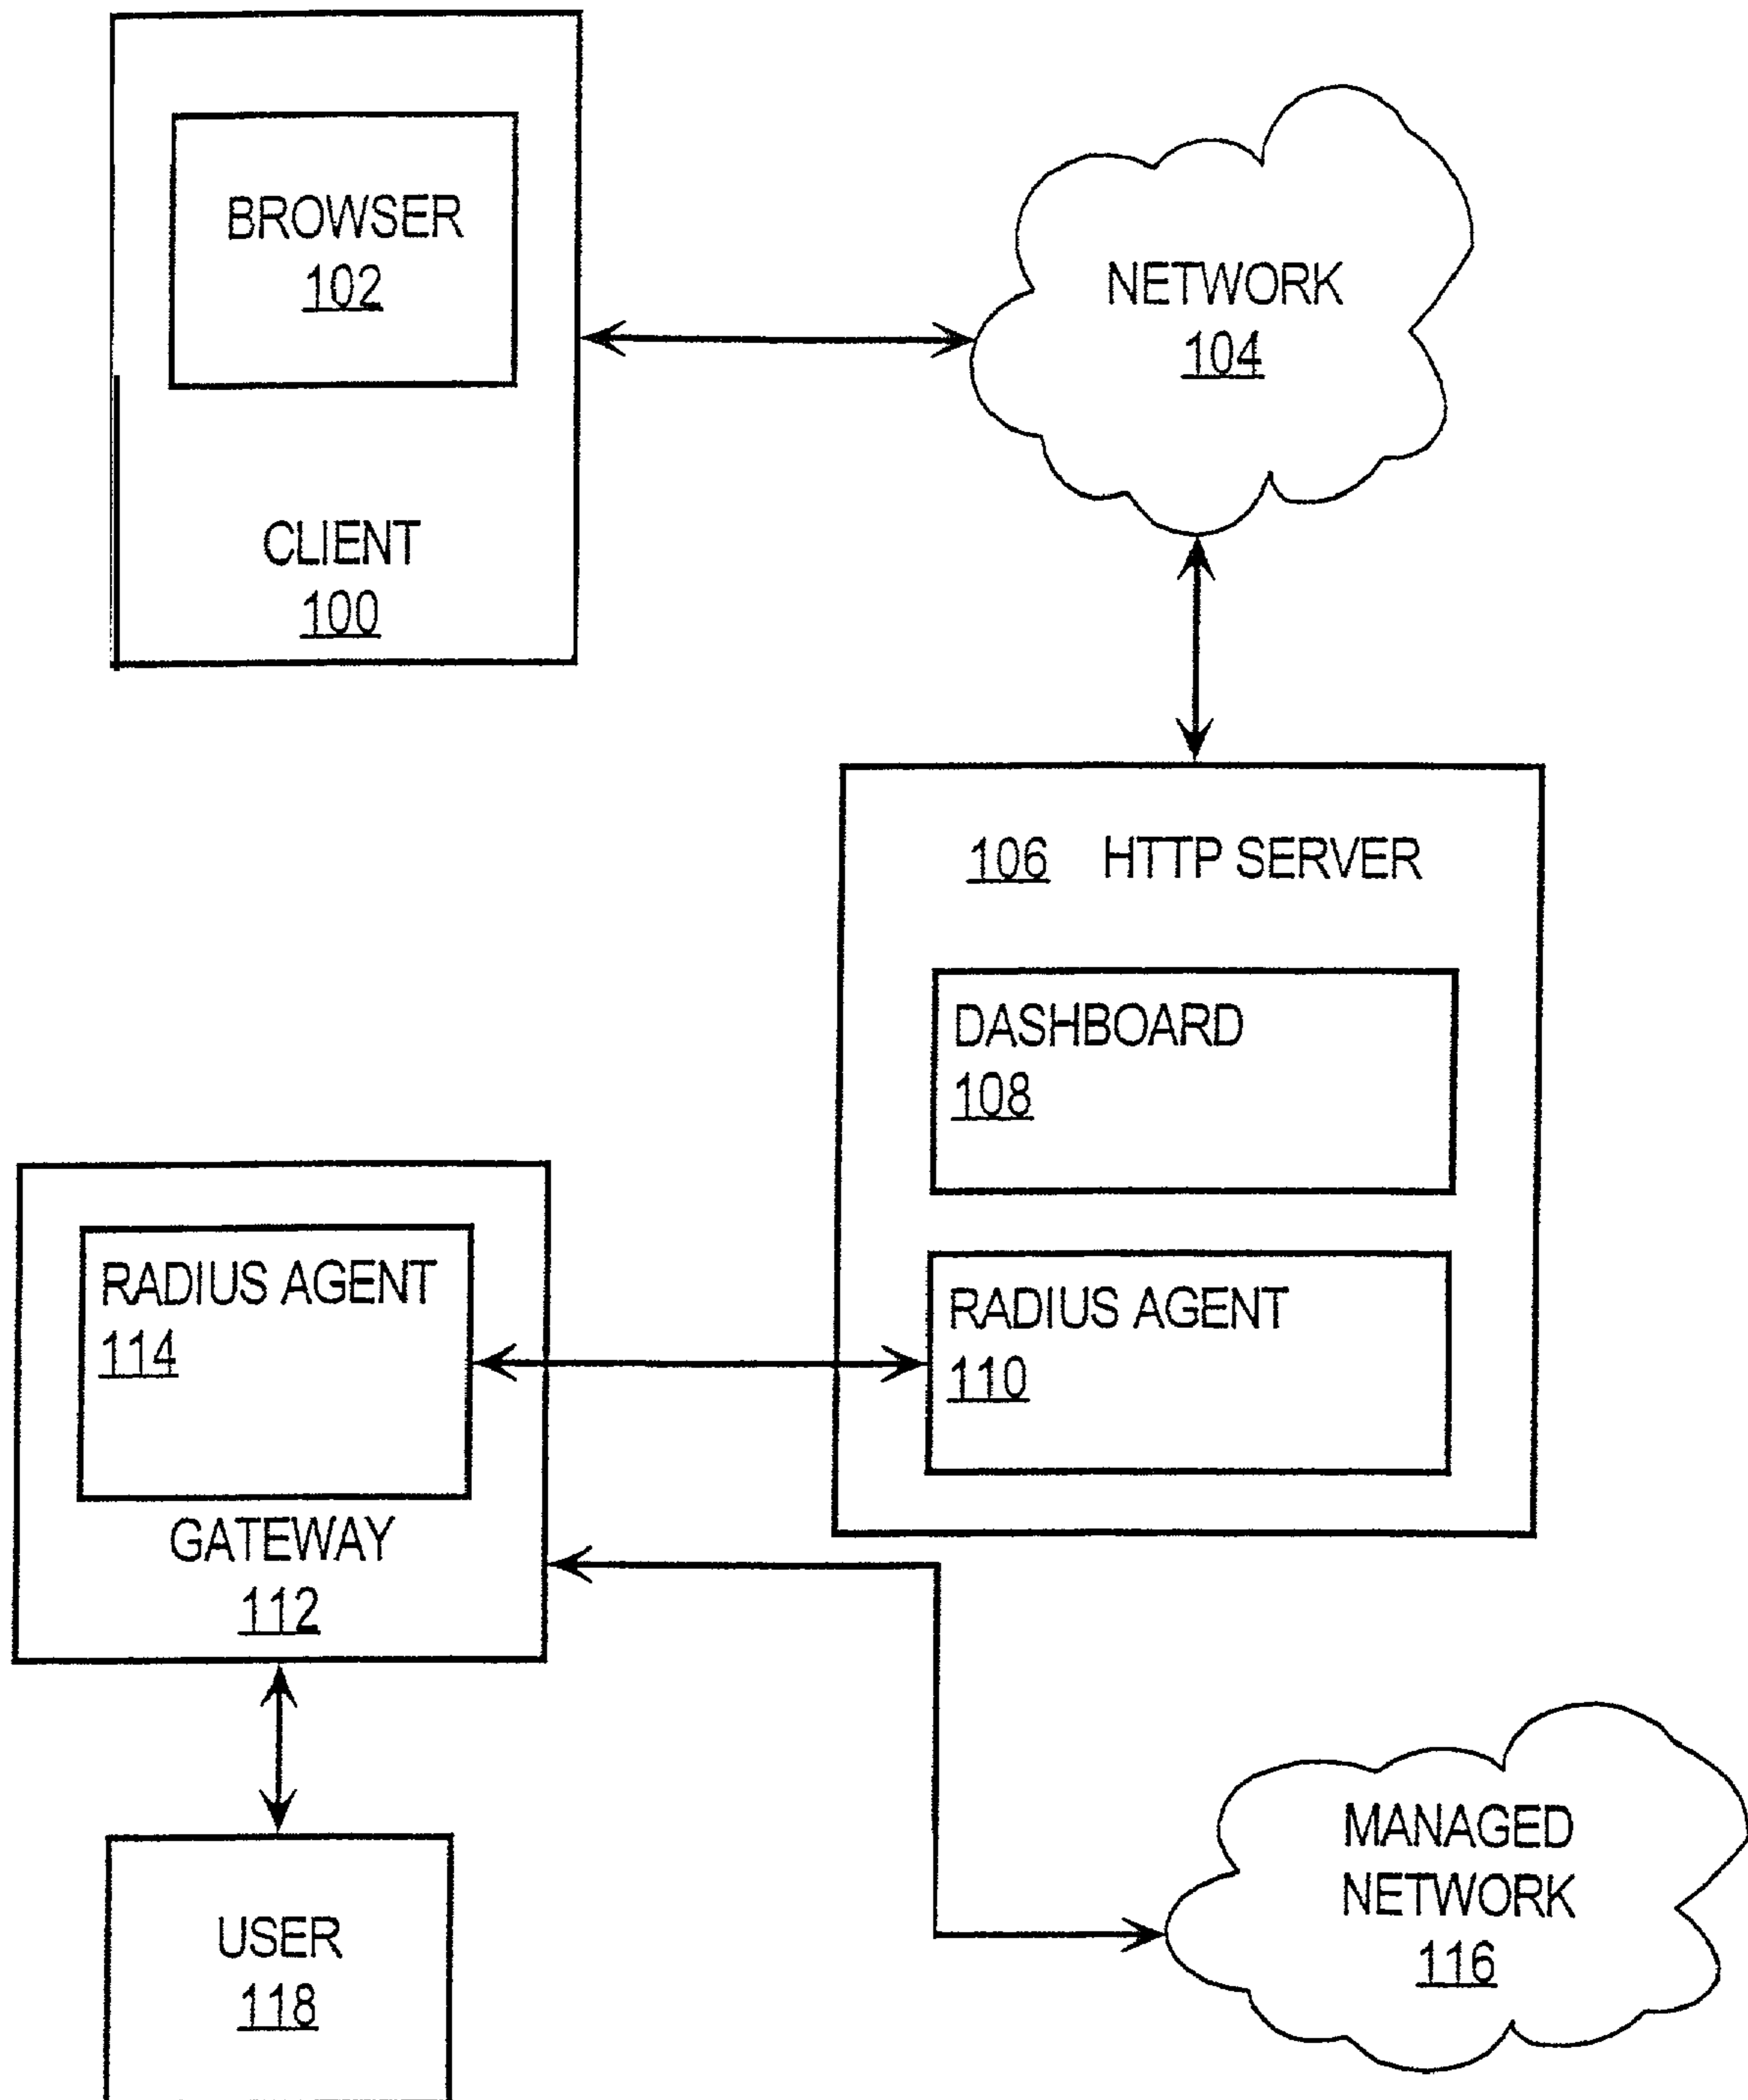 BROWSER
102
CLIENT
100
NETWORK
104
106 HTTP SERVER
DASHBOARD
108
RADIUS AGENT
110
RADIUS AGENT
114
GATEWAY
112
USER
118
MANAGED
NETWORK
116